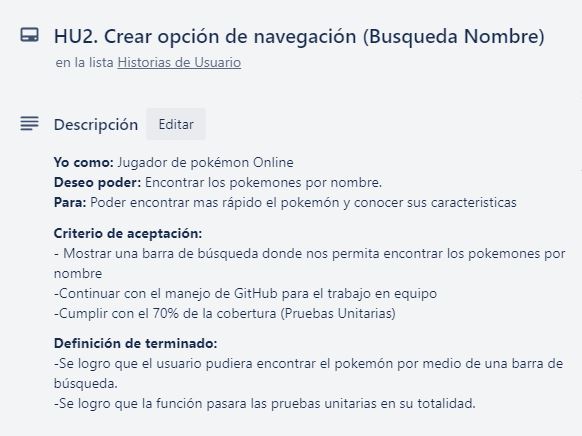 HU2. Crear opción de navegación (Busqueda Nombre)
en la lista Historias de Usuario
Descripción Editar
Yo como: Jugador de pokémon Online
Deseo poder: Encontrar los pokemones por nombre.
Para: Poder encontrar mas rápido el pokemón y conocer sus caracteristicas
Criterio de aceptación:
- Mostrar una barra de búsqueda donde nos permita encontrar los pokemones por
nombre
-Continuar con el manejo de GitHub para el trabajo en equipo
-Cumplir con el 70% de la cobertura (Pruebas Unitarias)
Definición de terminado:
-Se logro que el usuario pudiera encontrar el pokemón por medio de una barra de
búsqueda.
-Se logro que la función pasara las pruebas unitarias en su totalidad.